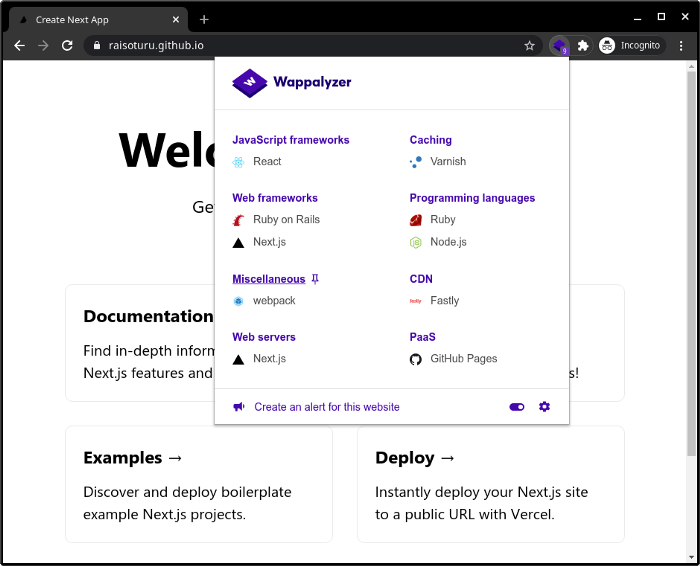 Create Next App
raisoturu.github.io
9
Incognito
W Wappalyzer
JavaScript frameworks
React
Web frameworks
Ruby on Rails
Next.js
Miscellaneous
webpack
Web servers
Next.js
Caching
Varnish
Programming languages
Ruby
Node.js
CDN
fastly Fastly
PaaS
GitHub Pages
Create an alert for this website
Welc
Ge
Documentation
Find in-depth inform
Next.js features and
s!
Examples →
Discover and deploy boilerplate
example Next.js projects.
Deploy →
Instantly deploy your Next.js site
to a public URL with Vercel.